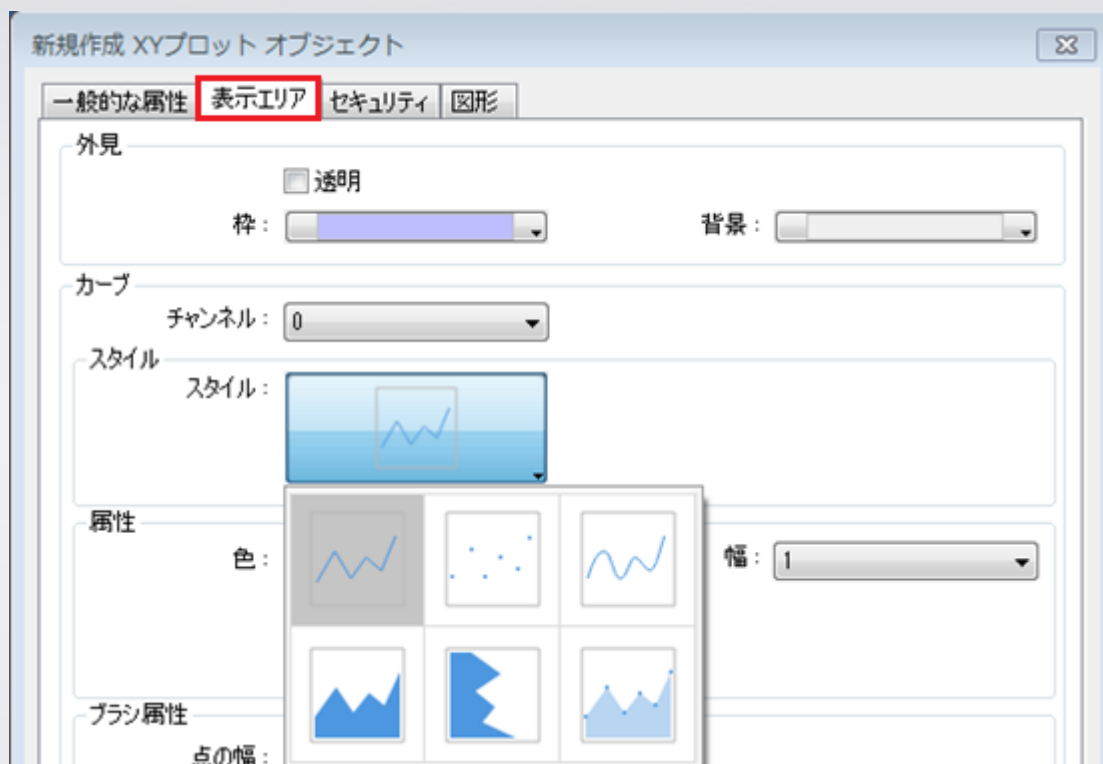 新規作成 XYプロット オブジェクト
一般的な属性 表示エリア セキュリティ 図形
外見
透明
枠： 背景：
カーブ
チャンネル： 0
スタイル
スタイル：
属性
色： 幅： 1
ブラシ属性
点の幅：